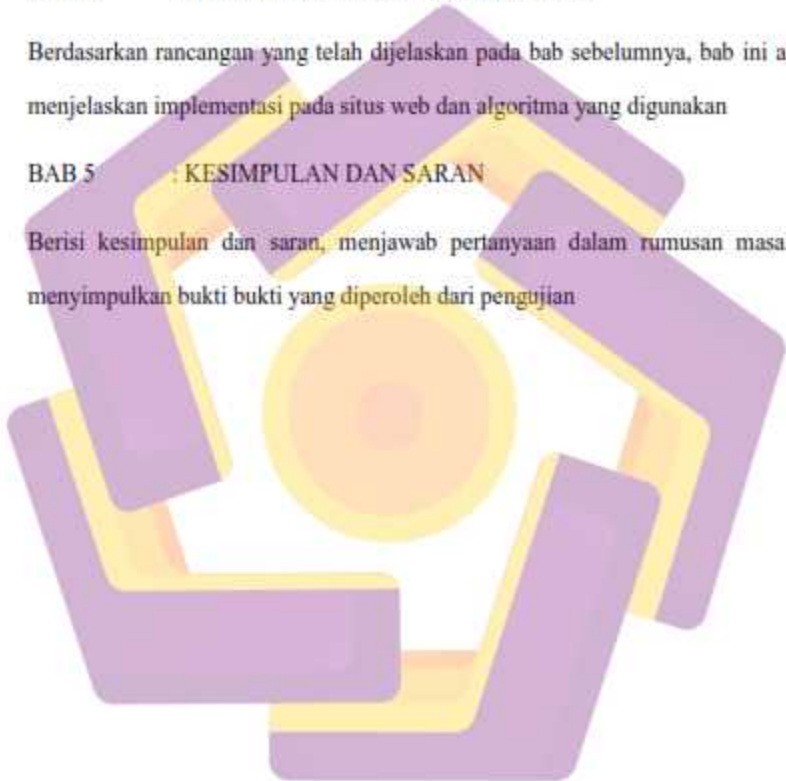 Berdasarkan rancangan yang telah dijelaskan pada bab sebelumnya, bab ini a
menjelaskan implementasi pada situs web dan algoritma yang digunakan
BAB 5 : KESIMPULAN DAN SARAN
Berisi kesimpulan dan saran, menjawab pertanyaan dalam rumusan masa
menyimpulkan bukti bukti yang diperoleh dari pengujian